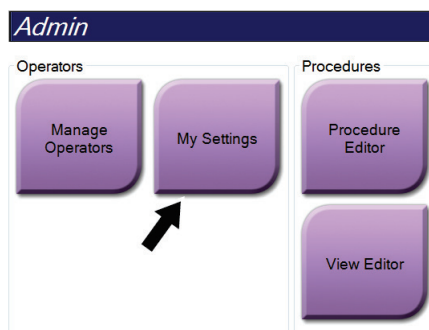 Admin
Operators
Manage
Operators
My Settings
Procedures
Procedure
Editor
View Editor